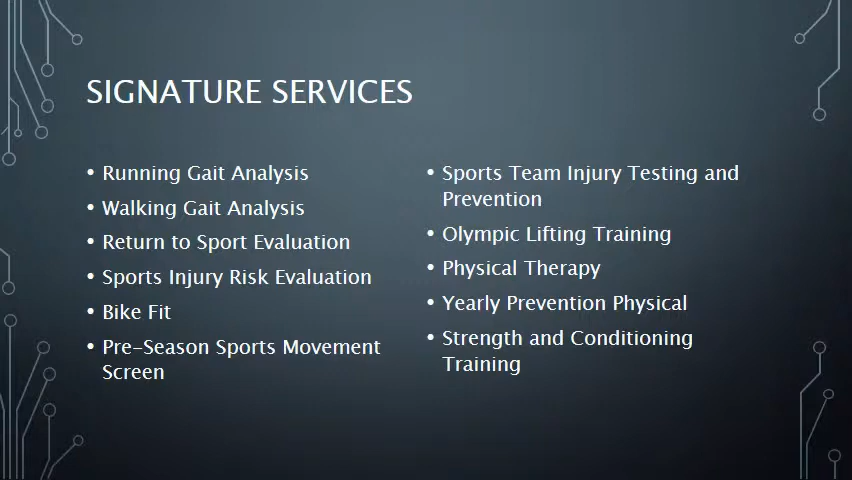 SIGNATURE SERVICES
• Running Gait Analysis
• Walking Gait Analysis
• Return to Sport Evaluation
• Sports Injury Risk Evaluation
• Bike Fit
• Pre-Season Sports Movement
Screen
• Sports Team Injury Testing and
Prevention
• Olympic Lifting Training
• Physical Therapy
• Yearly Prevention Physical
• Strength and Conditioning
Training